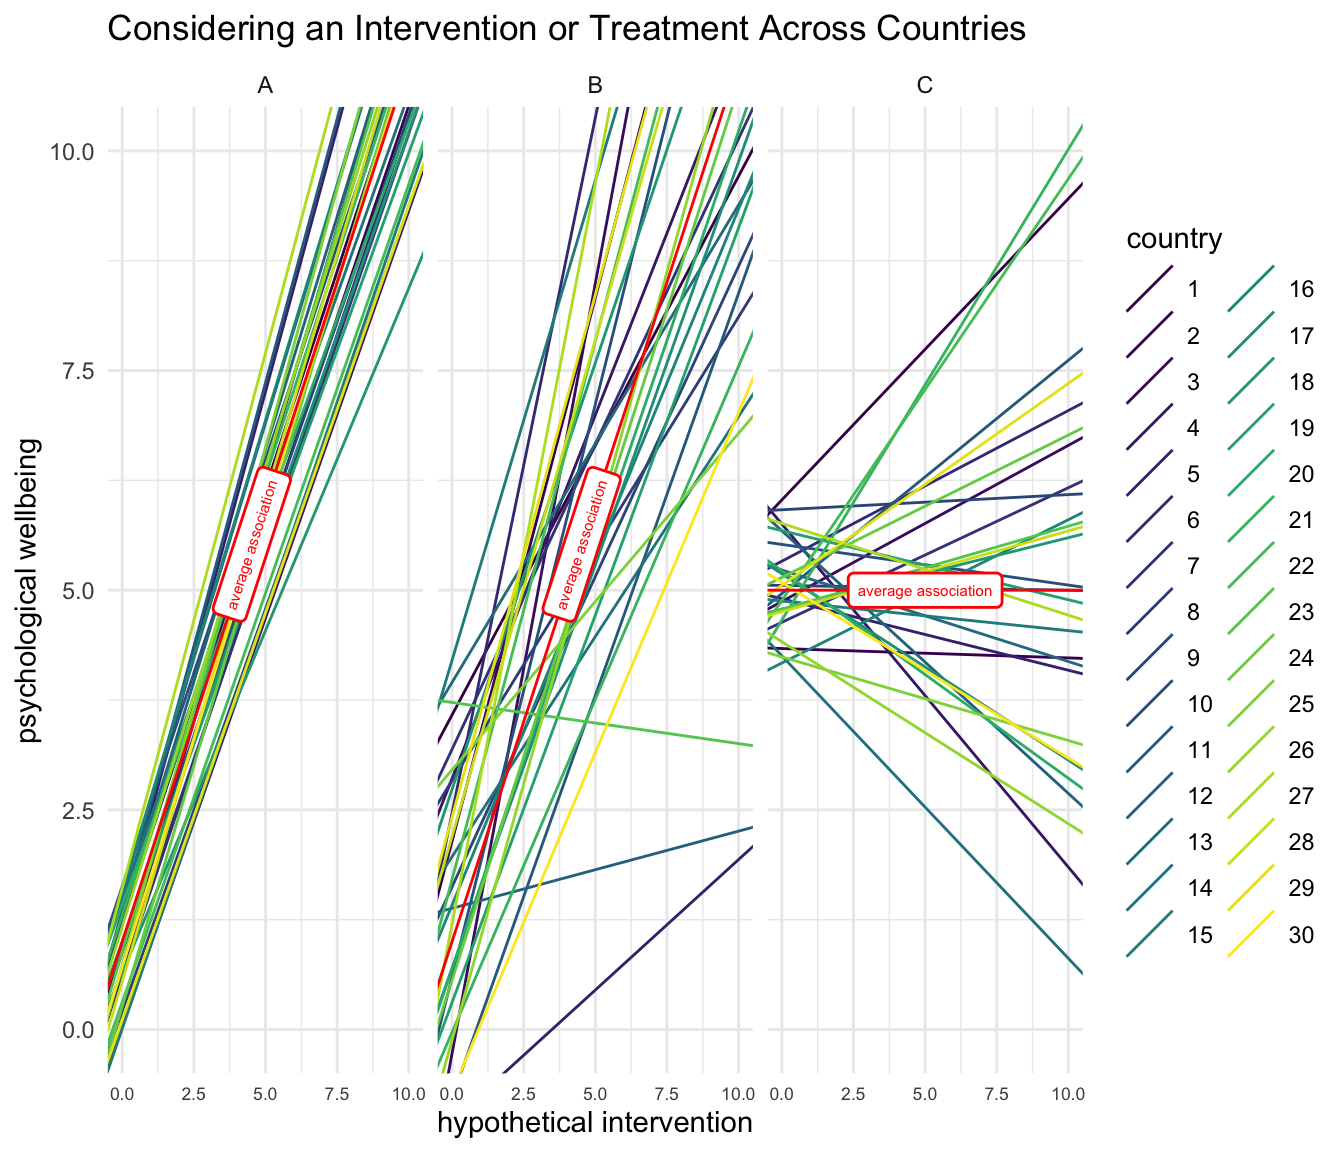 Considering an Intervention or Treatment Across Countries
A
B
C
psychological wellbeing
10.0
7.5
5.0
2.5
0.0
average association
average association
average association
0.0 2.5 5.0 7.5 10.0
0.0 2.5 5.0 7.5 10.0
0.0 2.5 5.0 7.5 10.0
hypothetical intervention
country
1
2
3
4
5
6
7
8
9
10
11
12
13
14
15
16
17
18
19
20
21
22
23
24
25
26
27
28
29
30